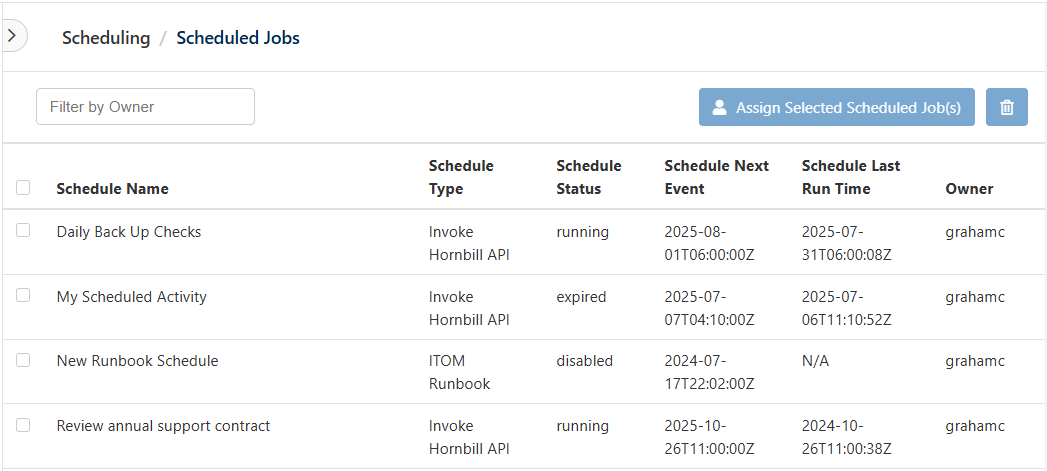 Scheduling / Scheduled Jobs
Filter by Owner
Assign Selected Scheduled Job(s)
Schedule Name
Schedule Type
Schedule Status
Schedule Next Event
Schedule Last Run Time
Owner
Daily Back Up Checks
Invoke
Hornbill API
running
2025-08-
01T06:00:00Z
2025-07-
31T06:00:08Z
grahamc
My Scheduled Activity
Invoke
Hornbill API
expired
2025-07-
07T04:10:00Z
2025-07-
06T11:10:52Z
grahamc
New Runbook Schedule
ITOM
Runbook
disabled
2024-07-
17T22:02:00Z
N/A
grahamc
Review annual support contract
Invoke
Hornbill API
running
2025-10-
26T11:00:00Z
2024-10-
26T11:00:38Z
grahamc